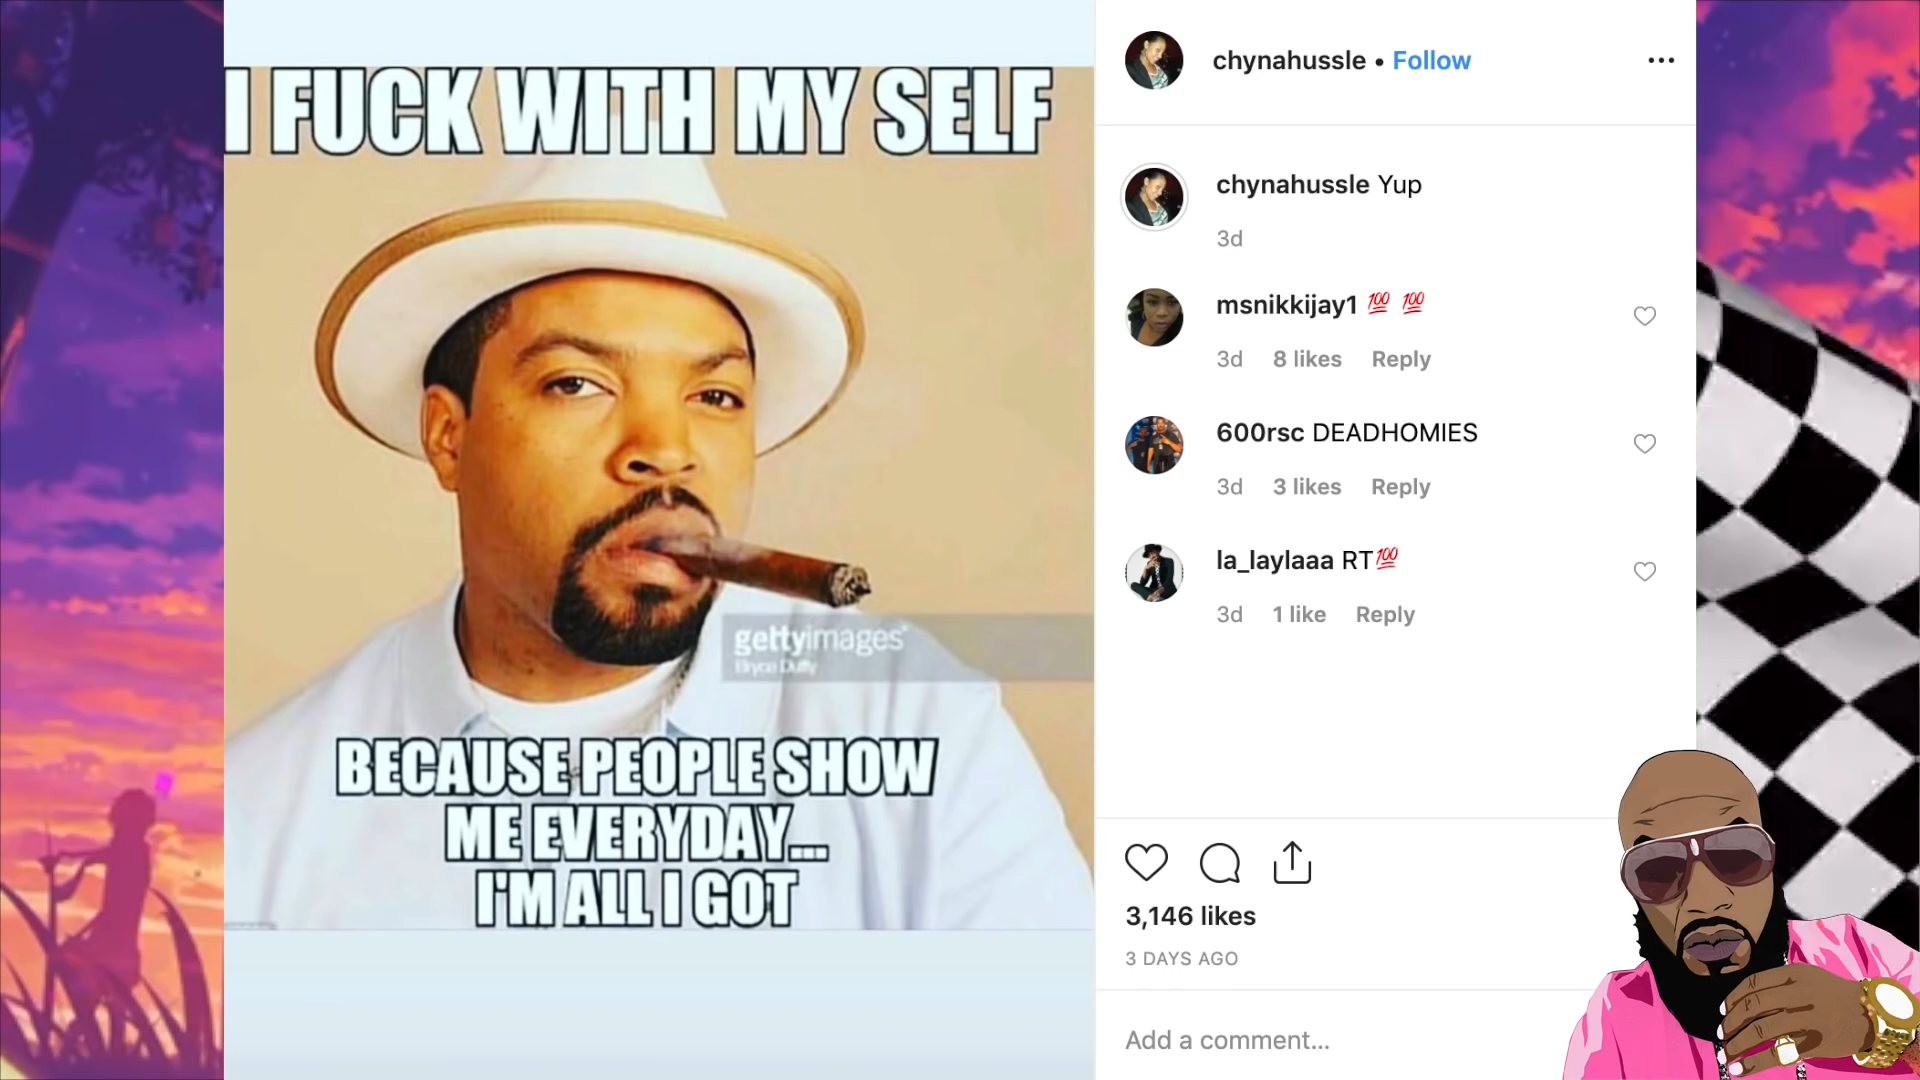 I FUCK WITH MY SELF
gettyimages®
Bryce Duffy
BECAUSE PEOPLE SHOW
ME EVERYDAY...
I'M ALL I GOT
chynahussle • Follow
chynahussle Yup
3d
msnikkijay1 💯 💯
3d 8 likes Reply
600rsc DEADHOMIES
3d 3 likes Reply
la_laylaaa RT💯
3d 1 like Reply
3,146 likes
3 DAYS AGO
Add a comment...